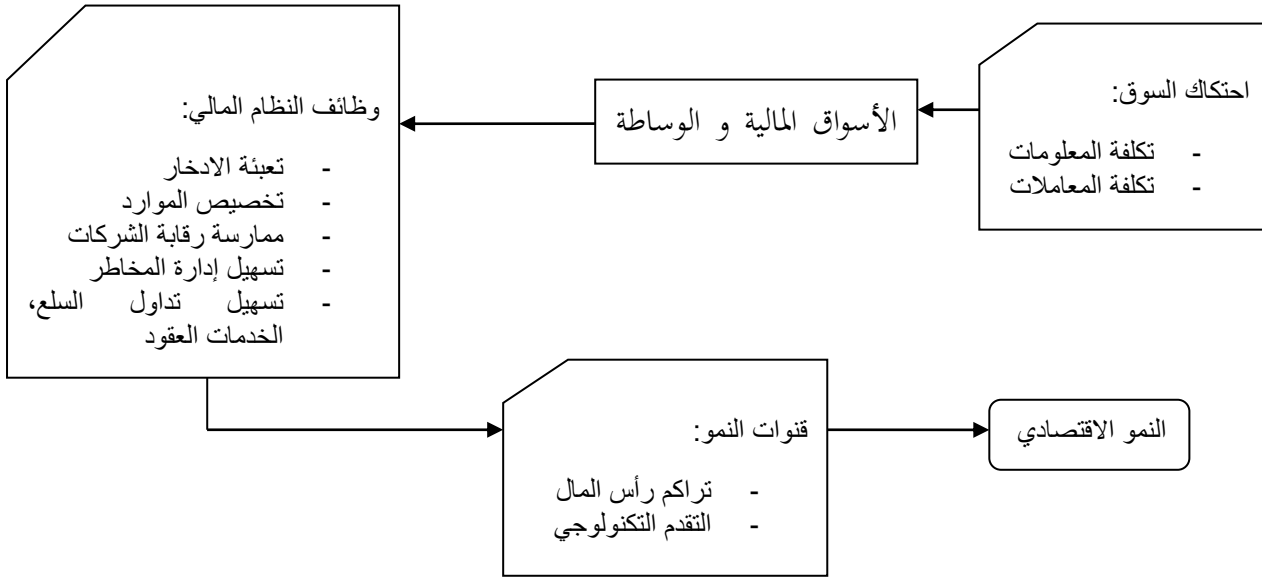 احتكاك السوق:
- تكلفة المعلومات
- تكلفة المعاملات
الأسواق المالية و الوساطة
وظائف النظام المالي:
- تعبئة الادخار
- تخصيص الموارد
- ممارسة رقابة الشركات
- تسهيل إدارة المخاطر
- تسهيل تداول السلع،
الخدمات العقود
قنوات النمو:
- تراكم رأس المال
- التقدم التكنولوجي
النمو الاقتصادي